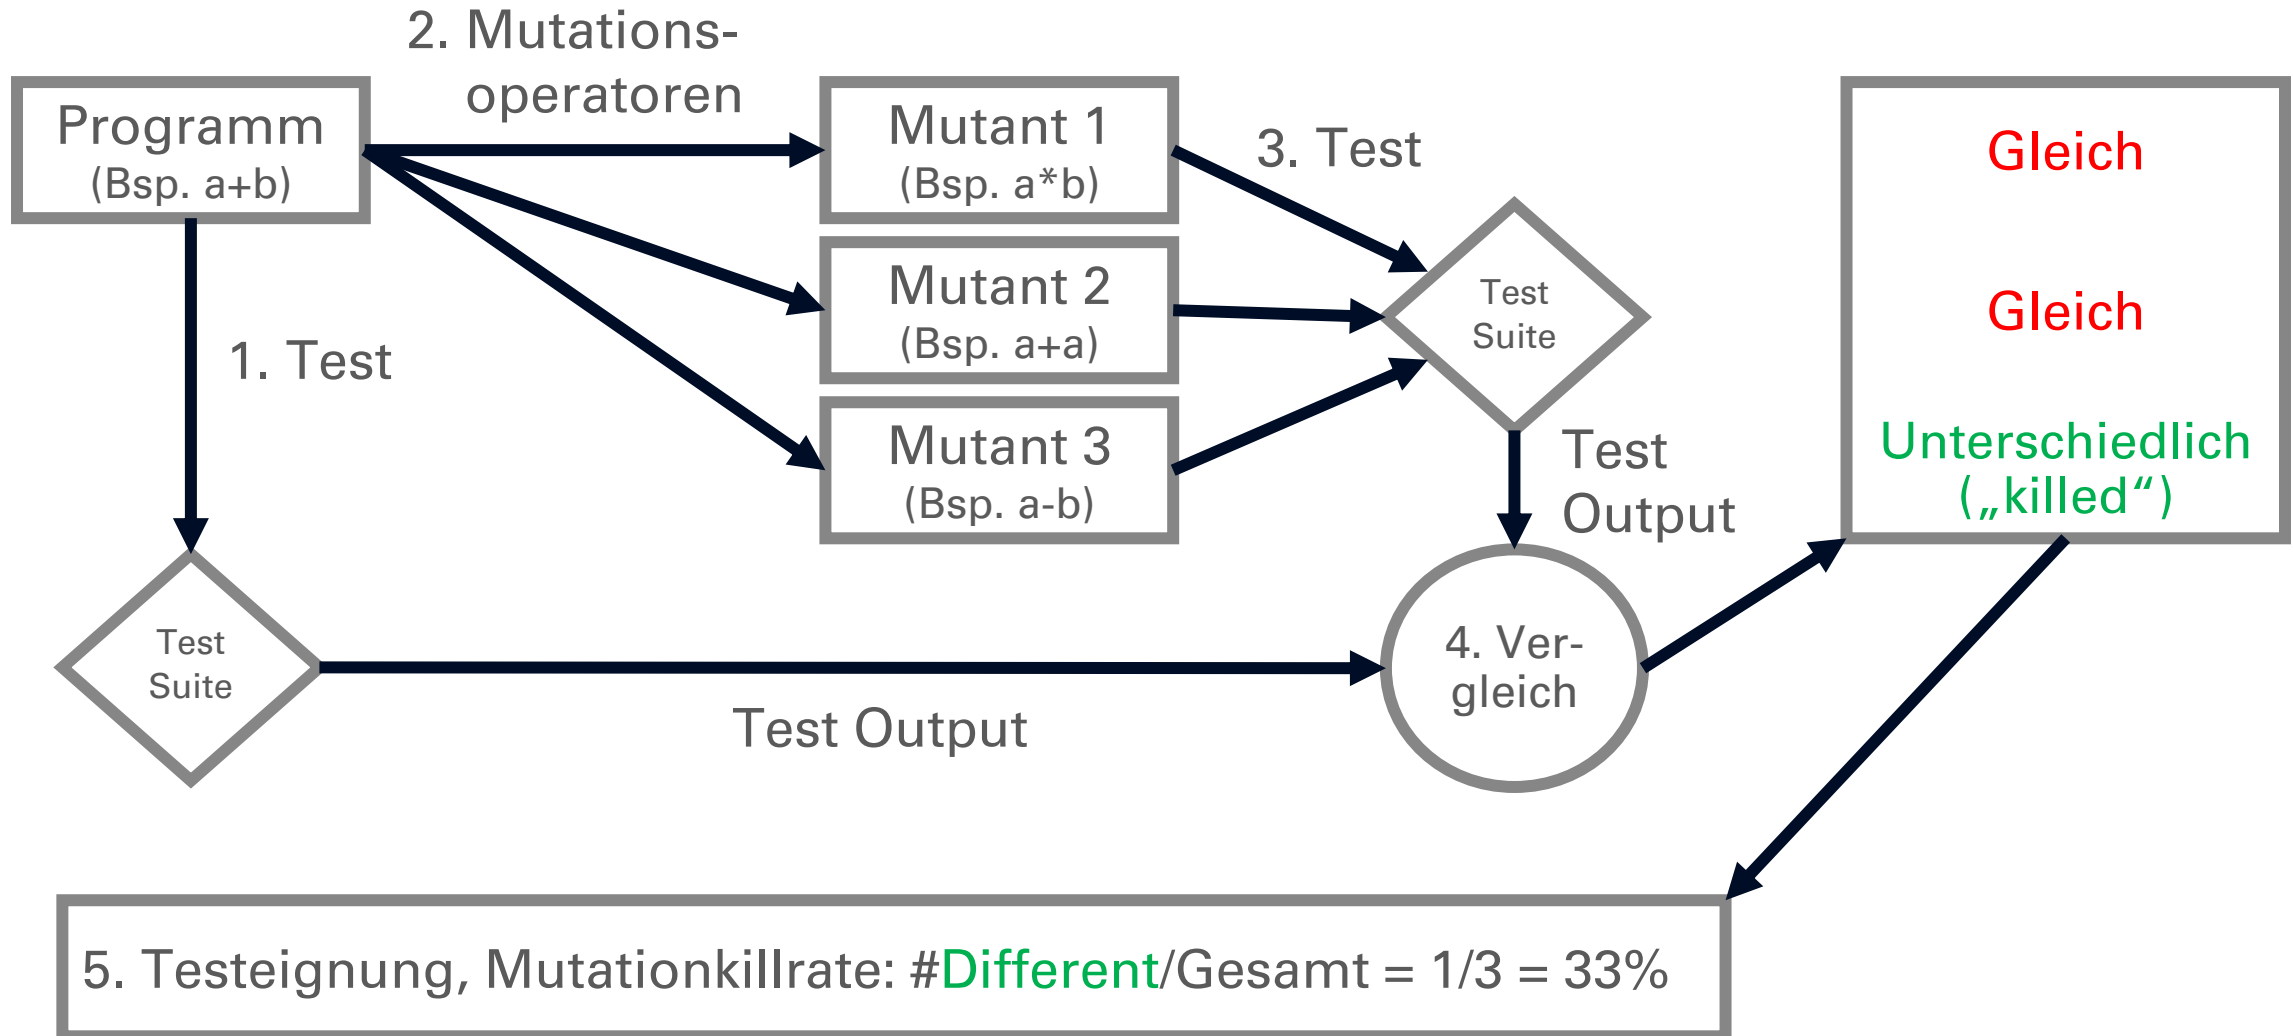 2. Mutations-
operatoren
Programm
(Bsp. a+b)
Mutant 1
(Bsp. a*b)
3. Test
Gleich
Mutant 2
(Bsp. a+a)
Test
Suite
Gleich
1. Test
Mutant 3
(Bsp. a-b)
Test
Output
Unterschiedlich
(„killed“)
Test
Suite
4. Ver-
gleich
Test Output
5. Testeignung, Mutationkillrate: #Different/Gesamt = 1/3 = 33%